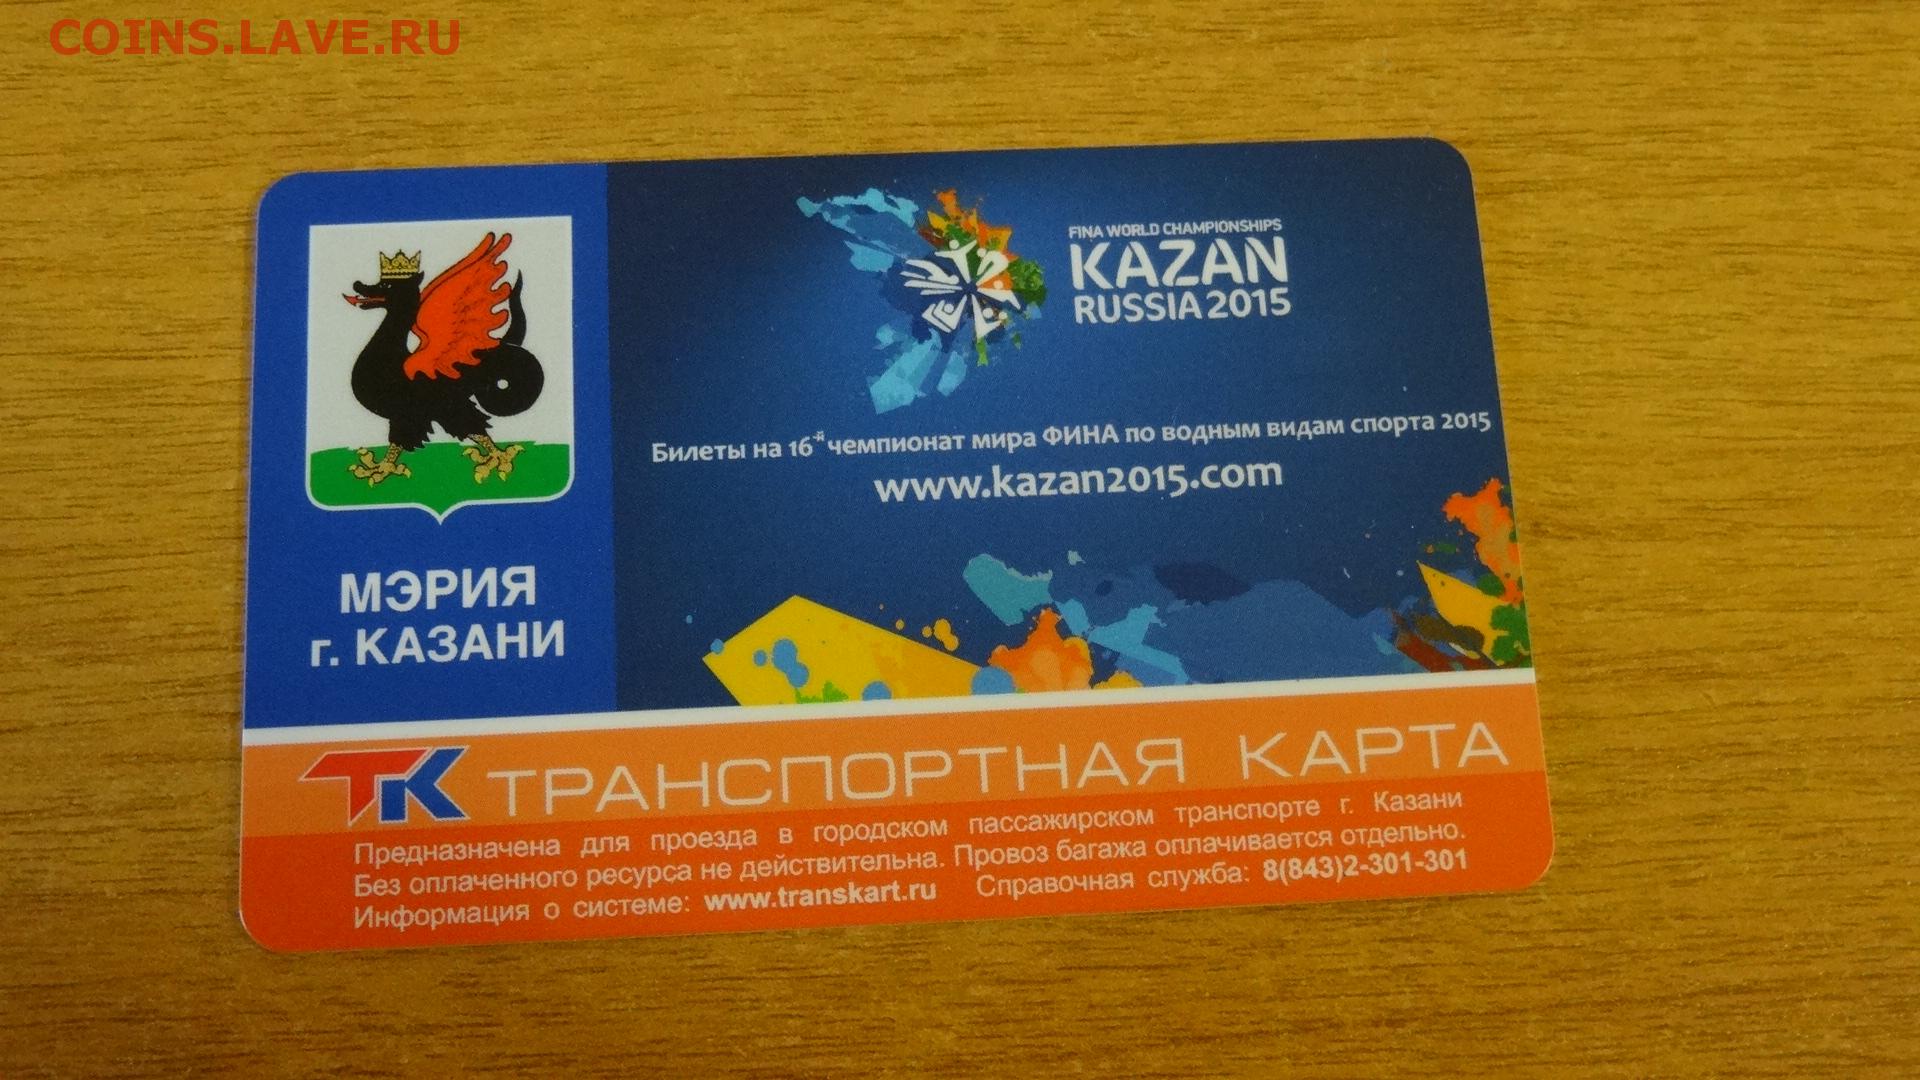 COINS.LAVE.RU
FINA WORLD CHAMPIONSHIPS
KAZAN
RUSSIA 2015
Билеты на 16-й чемпионат мира ФИНА по водным видам спорта 2015
www.kazan2015.com
МЭРИЯ
г. КАЗАНИ
ТК ТРАНСПОРТНАЯ КАРТА
Предназначена для проезда в городском пассажирском транспорте г. Казани
Без оплаченного ресурса не действительна. Провоз багажа оплачивается отдельно.
Информация о системе: www.transkart.ru Справочная служба: 8(843)2-301-301